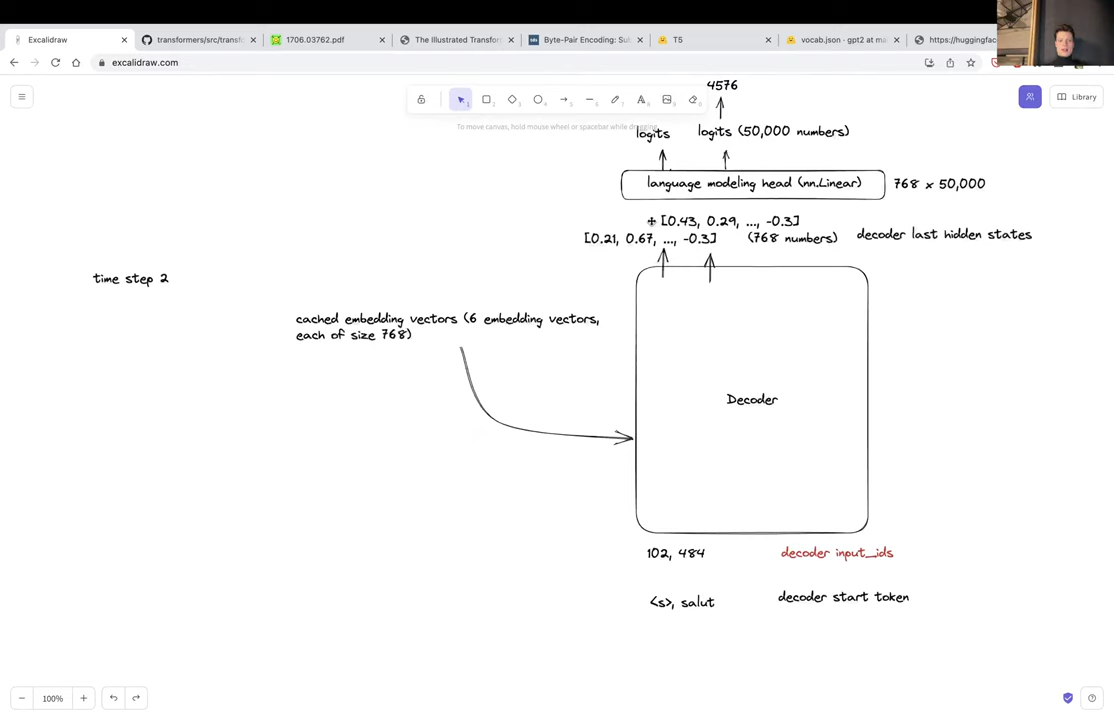 Excalidraw
transformers/src/transf
1706.03762.pdf
The Illustrated Transfor
Byte-Pair Encoding: Sub
T5
vocab.json · gpt2 at ma
https://huggingfac
excalidraw.com
Library
To move canvas, hold mouse wheel or spacebar while dragging
4576
logits
logits (50,000 numbers)
language modeling head (nn.Linear)
768 x 50,000
[0.43, 0.29, ..., -0.3]
[0.21, 0.67, ..., -0.3]
(768 numbers)
decoder last hidden states
time step 2
cached embedding vectors (6 embedding vectors,
each of size 768)
Decoder
102, 484
decoder input_ids
<s>, salut
decoder start token
100%